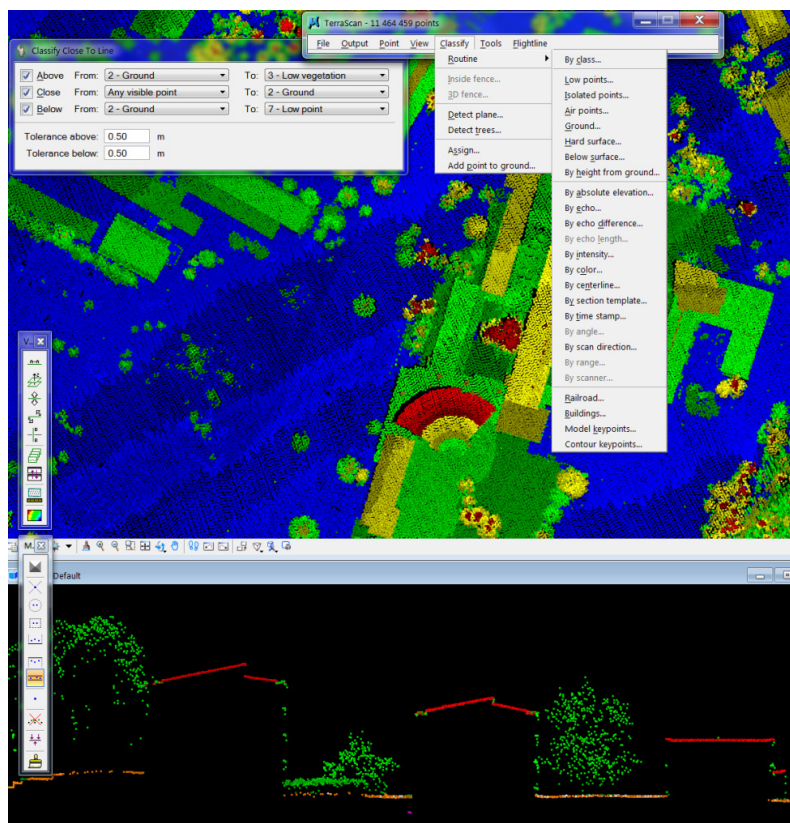 TerraScan - 11 464 459 points
File Output Point View Classify Tools Flightline
Classify Close To Line
Above From: 2 - Ground To: 3 - Low vegetation
Close From: Any visible point To: 2 - Ground
Below From: 2 - Ground To: 7 - Low point
Tolerance above: 0.50 m
Tolerance below: 0.50 m
Routine
Inside fence...
3D fence...
Detect plane...
Detect trees...
Assign...
Add point to ground...
By class...
Low points...
Isolated points...
Air points...
Ground...
Hard surface...
Below surface...
By height from ground...
By absolute elevation...
By echo...
By echo difference...
By echo length...
By intensity...
By color...
By centerline...
By section template...
By time stamp...
By angle...
By scan direction...
By range...
By scanner...
Railroad...
Buildings...
Model keypoints...
Contour keypoints...
V..
M..
Default